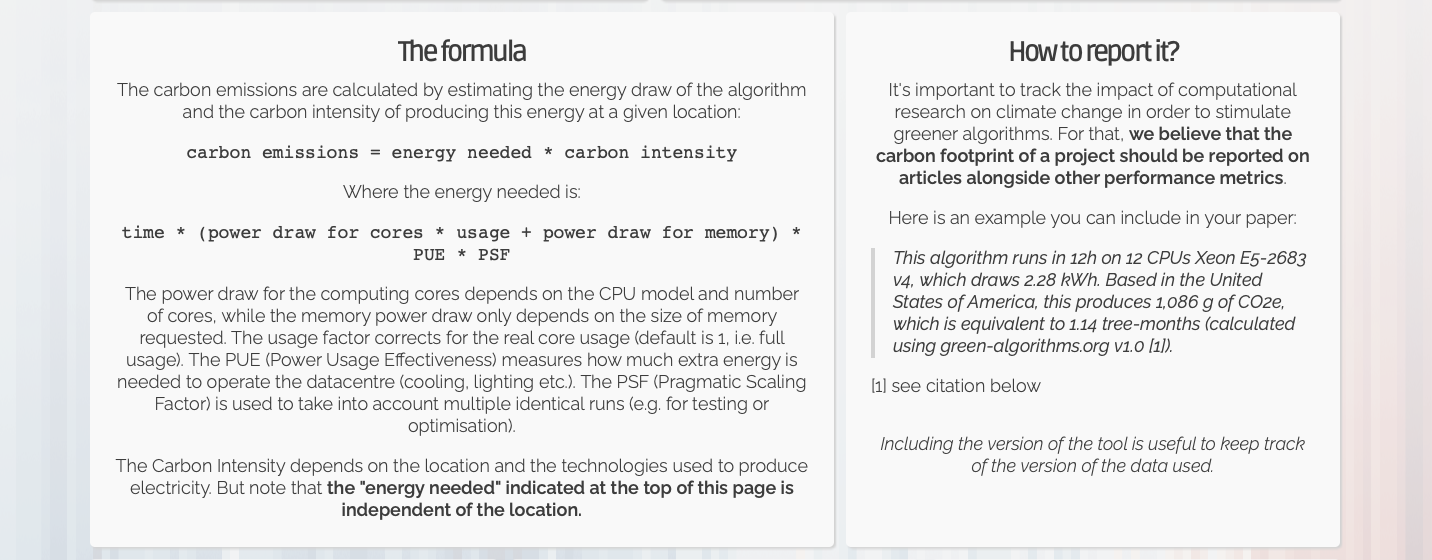 The formula
The carbon emissions are calculated by estimating the energy draw of the algorithm
and the carbon intensity of producing this energy at a given location:
carbon emissions = energy needed * carbon intensity
Where the energy needed is:
time * (power draw for cores * usage + power draw for memory) *
PUE * PSF
The power draw for the computing cores depends on the CPU model and number
of cores, while the memory power draw only depends on the size of memory
requested. The usage factor corrects for the real core usage (default is 1, i.e. full
usage). The PUE (Power Usage Effectiveness) measures how much extra energy is
needed to operate the datacentre (cooling, lighting etc.). The PSF (Pragmatic Scaling
Factor) is used to take into account multiple identical runs (e.g. for testing or
optimisation).
The Carbon Intensity depends on the location and the technologies used to produce
electricity. But note that the "energy needed" indicated at the top of this page is
independent of the location.
How to report it?
It's important to track the impact of computational
research on climate change in order to stimulate
greener algorithms. For that, we believe that the
carbon footprint of a project should be reported on
articles alongside other performance metrics.
Here is an example you can include in your paper:
This algorithm runs in 12h on 12 CPUs Xeon E5-2683
v4, which draws 2.28 kWh. Based in the United
States of America, this produces 1,086 g of CO2e,
which is equivalent to 1.14 tree-months (calculated
using green-algorithms.org v1.0 [1]).
[1] see citation below
Including the version of the tool is useful to keep track
of the version of the data used.